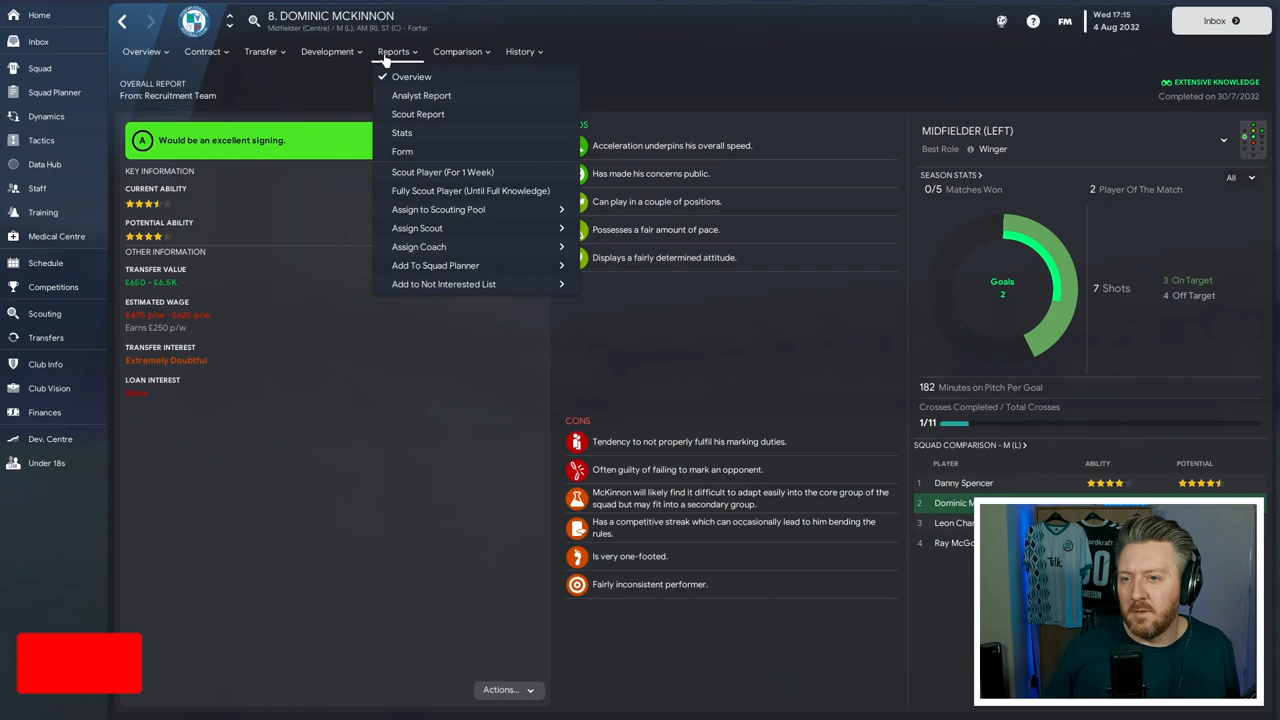 8. DOMINIC MCKINNON
Midfielder (Centre) / M (L), AM (R), ST (C) - Forfar
FM
Wed 17:15
4 Aug 2032
Inbox
Inbox
Squad
Squad Planner
Dynamics
Tactics
Data Hub
Staff
Training
Medical Centre
Schedule
Competitions
Scouting
Transfers
Club Info
Club Vision
Finances
Dev. Centre
Under 18s
Overview
Contract
Transfer
Development
Reports
Comparison
History
OVERALL REPORT
From: Recruitment Team
EXTENSIVE KNOWLEDGE
Completed on 30/7/2032
A Would be an excellent signing.
KEY INFORMATION
CURRENT ABILITY
POTENTIAL ABILITY
OTHER INFORMATION
TRANSFER VALUE
£650 - £6.5K
ESTIMATED WAGE
£475 p/w - £625 p/w
Earns £250 p/w
TRANSFER INTEREST
Extremely Doubtful
LOAN INTEREST
None
Overview
Analyst Report
Scout Report
Stats
Form
Scout Player (For 1 Week)
Fully Scout Player (Until Full Knowledge)
Assign to Scouting Pool
Assign Scout
Assign Coach
Add To Squad Planner
Add to Not Interested List
Acceleration underpins his overall speed.
Has made his concerns public.
Can play in a couple of positions.
Possesses a fair amount of pace.
Displays a fairly determined attitude.
CONS
Tendency to not properly fulfil his marking duties.
Often guilty of failing to mark an opponent.
McKinnon will likely find it difficult to adapt easily into the core group of the
squad but may fit into a secondary group.
Has a competitive streak which can occasionally lead to him bending the
rules.
Is very one-footed.
Fairly inconsistent performer.
Actions...
MIDFIELDER (LEFT)
Best Role Winger
SEASON STATS
All
0/5 Matches Won
2 Player Of The Match
Goals
2
7 Shots
3 On Target
4 Off Target
182 Minutes on Pitch Per Goal
Crosses Completed / Total Crosses
1/11
SQUAD COMPARISON - M (L)
PLAYER ABILITY POTENTIAL
1 Danny Spencer
2 Dominic M
3 Leon Char
4 Ray McGo